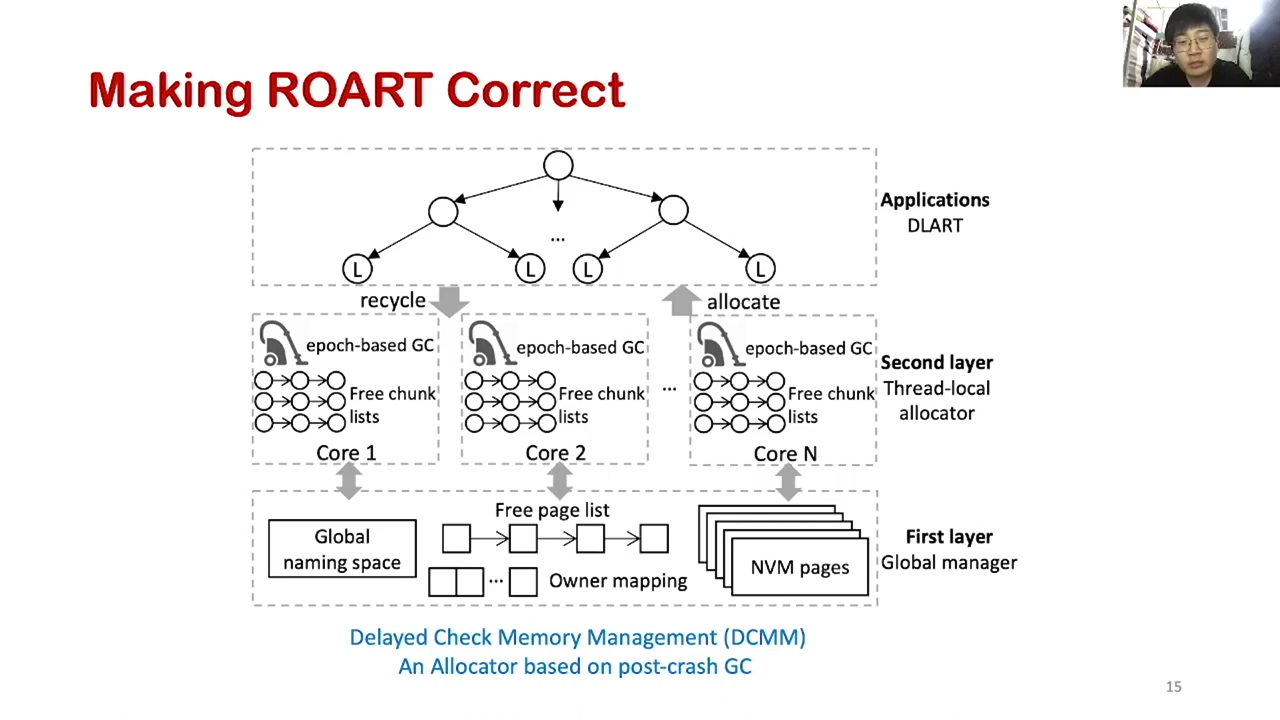 Making ROART Correct
L
L
L
L
...
Applications
DLART
recycle
allocate
epoch-based GC
Free chunk
lists
Core 1
epoch-based GC
Free chunk
lists
Core 2
...
epoch-based GC
Free chunk
lists
Core N
Second layer
Thread-local
allocator
Global
naming space
Free page list
...
Owner mapping
NVM pages
First layer
Global manager
Delayed Check Memory Management (DCMM)
An Allocator based on post-crash GC
15